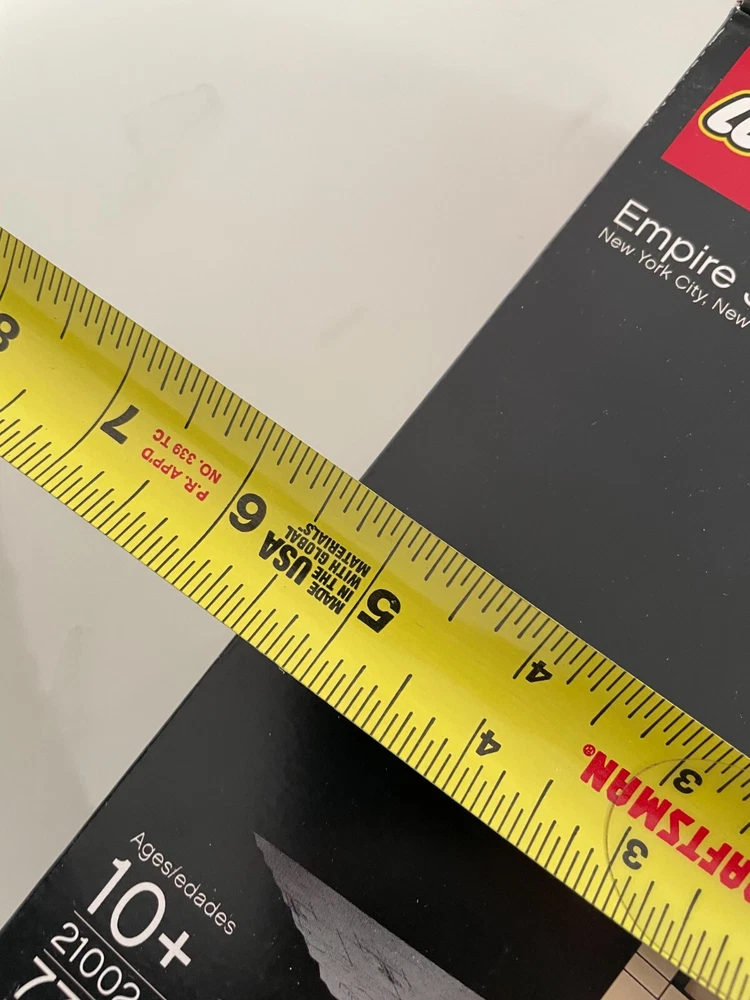 Empire
New York City, New
8
7
P.R. APP'D
NO. 339 TC
6
MADE USA
IN THE
WITH GLOBAL
MATERIALS
5
4
4
3
3
CRAFTSMAN®
Ages/edades
10+
21002
77